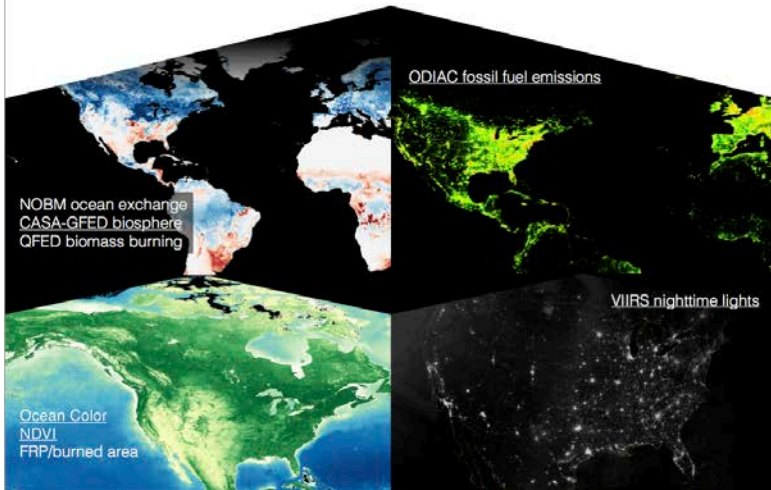 ODIAC fossil fuel emissions
NOBM ocean exchange
CASA-GFED biosphere
QFED biomass burning
VIIRS nighttime lights
Ocean Color
NDVI
FRP/burned area